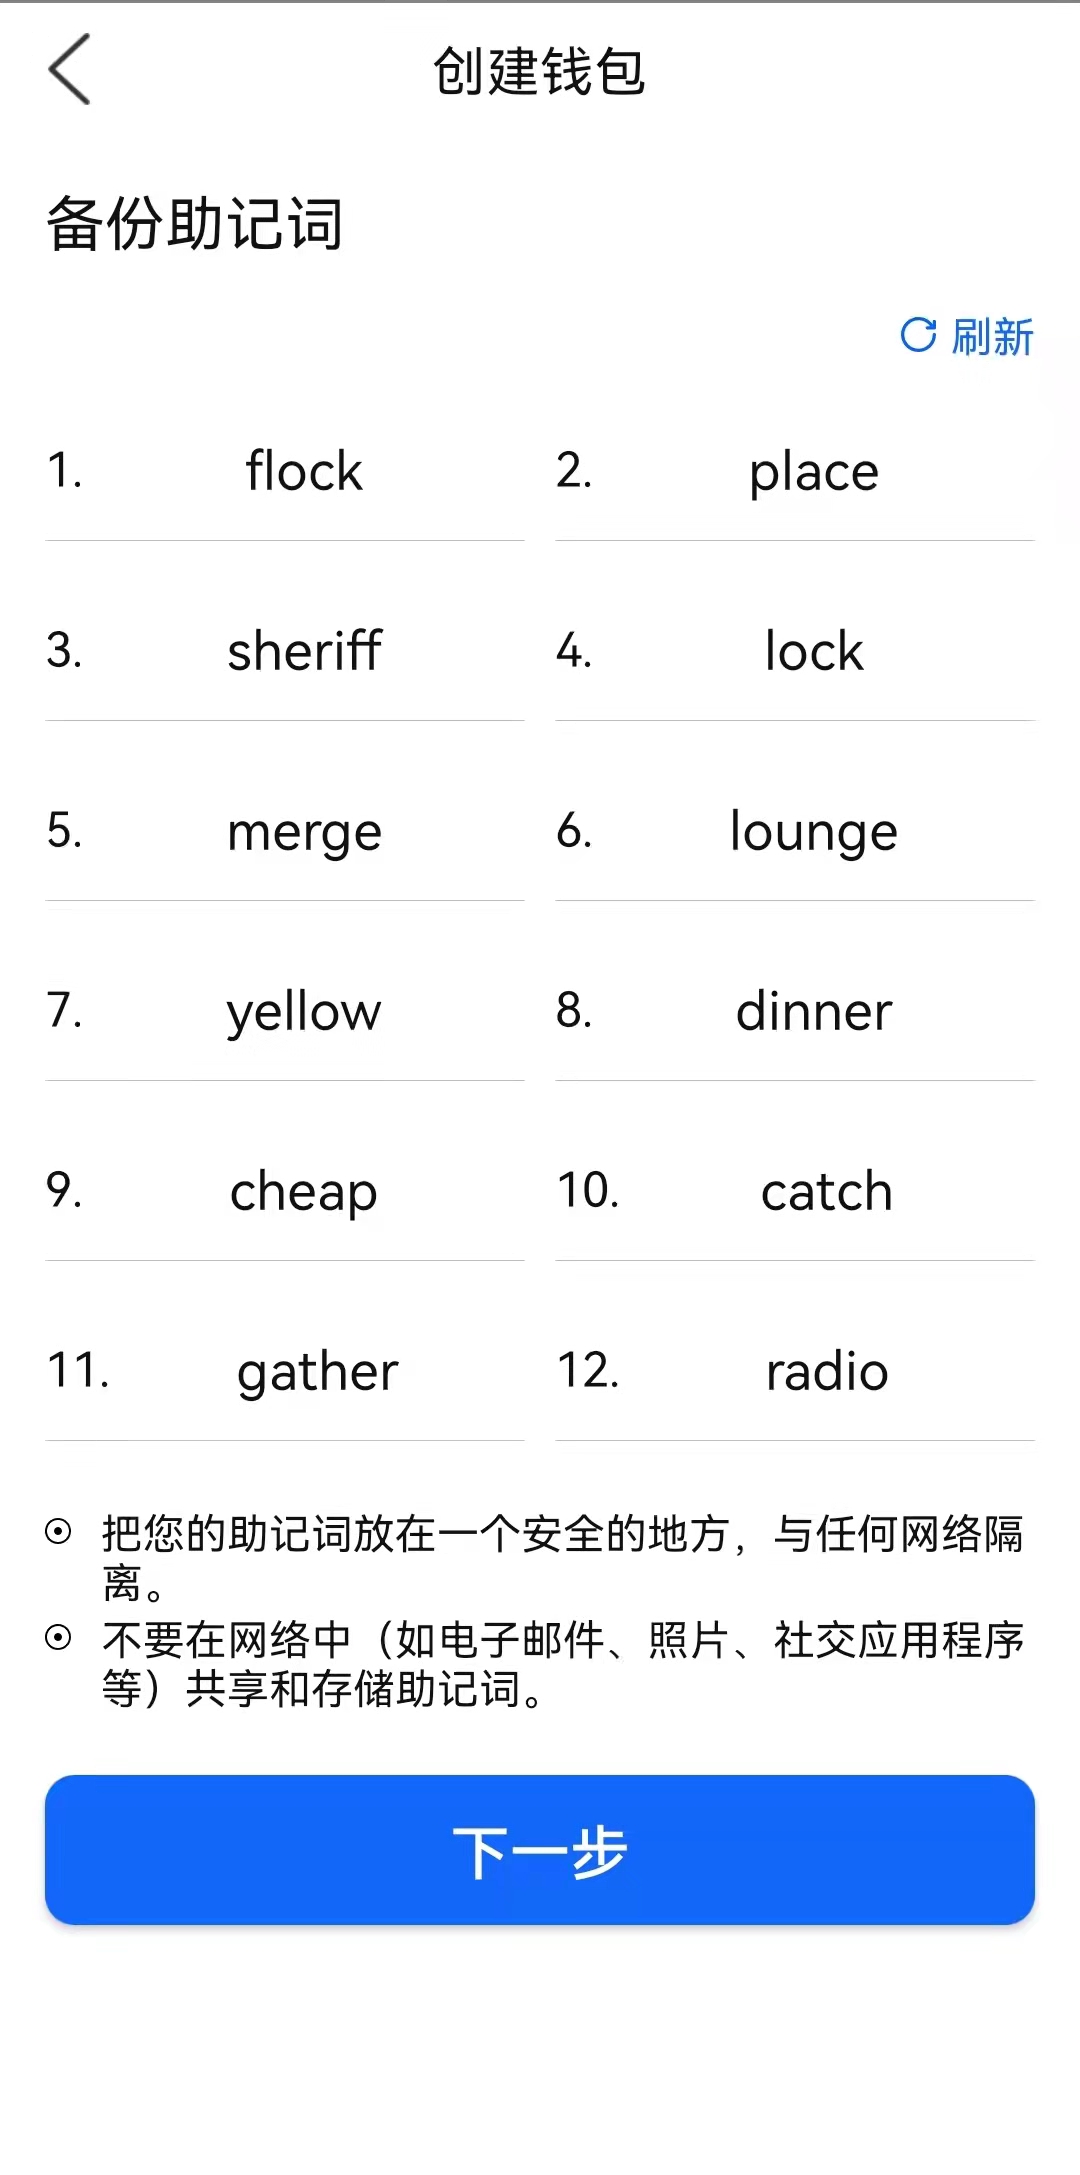 创建钱包
备份助记词
刷新
1. flock
2. place
3. sheriff
4. lock
5. merge
6. lounge
7. yellow
8. dinner
9. cheap
10. catch
11. gather
12. radio
把您的助记词放在一个安全的地方，与任何网络隔
离。
不要在网络中（如电子邮件、照片、社交应用程序
等）共享和存储助记词。
下一步